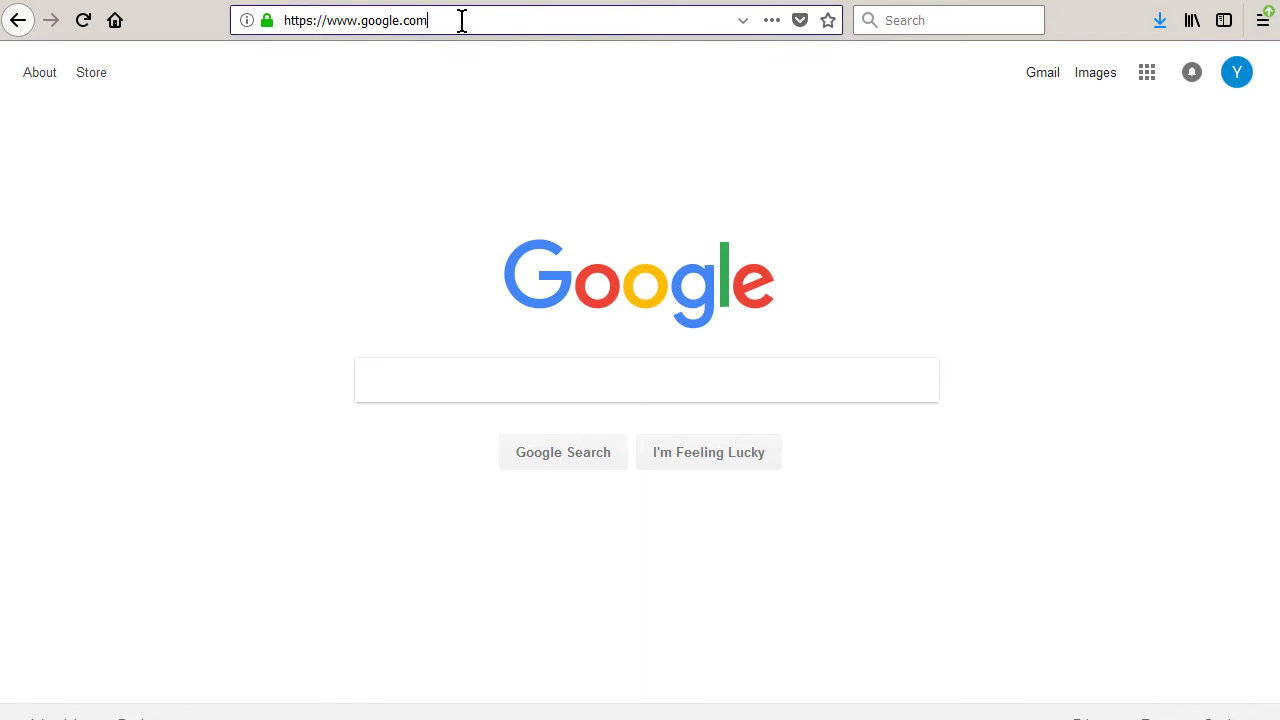 https://www.google.com
Search
About
Store
Gmail
Images
Y
Google
Google Search
I'm Feeling Lucky